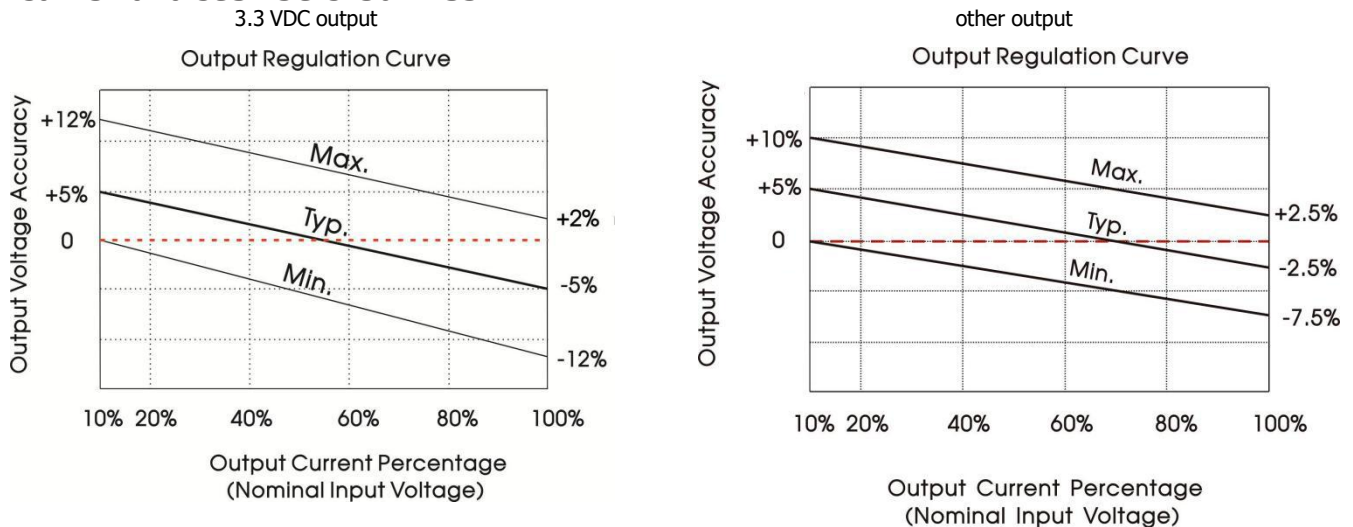 3.3 VDC output
Output Regulation Curve
Output Voltage Accuracy
+12%
+5%
0
Max.
Typ.
Min.
+2%
-5%
-12%
10% 20% 40% 60% 80% 100%
Output Current Percentage
(Nominal Input Voltage)
other output
Output Regulation Curve
Output Voltage Accuracy
+10%
+5%
0
Max.
Typ.
Min.
+2.5%
-2.5%
-7.5%
10% 20% 40% 60% 80% 100%
Output Current Percentage
(Nominal Input Voltage)